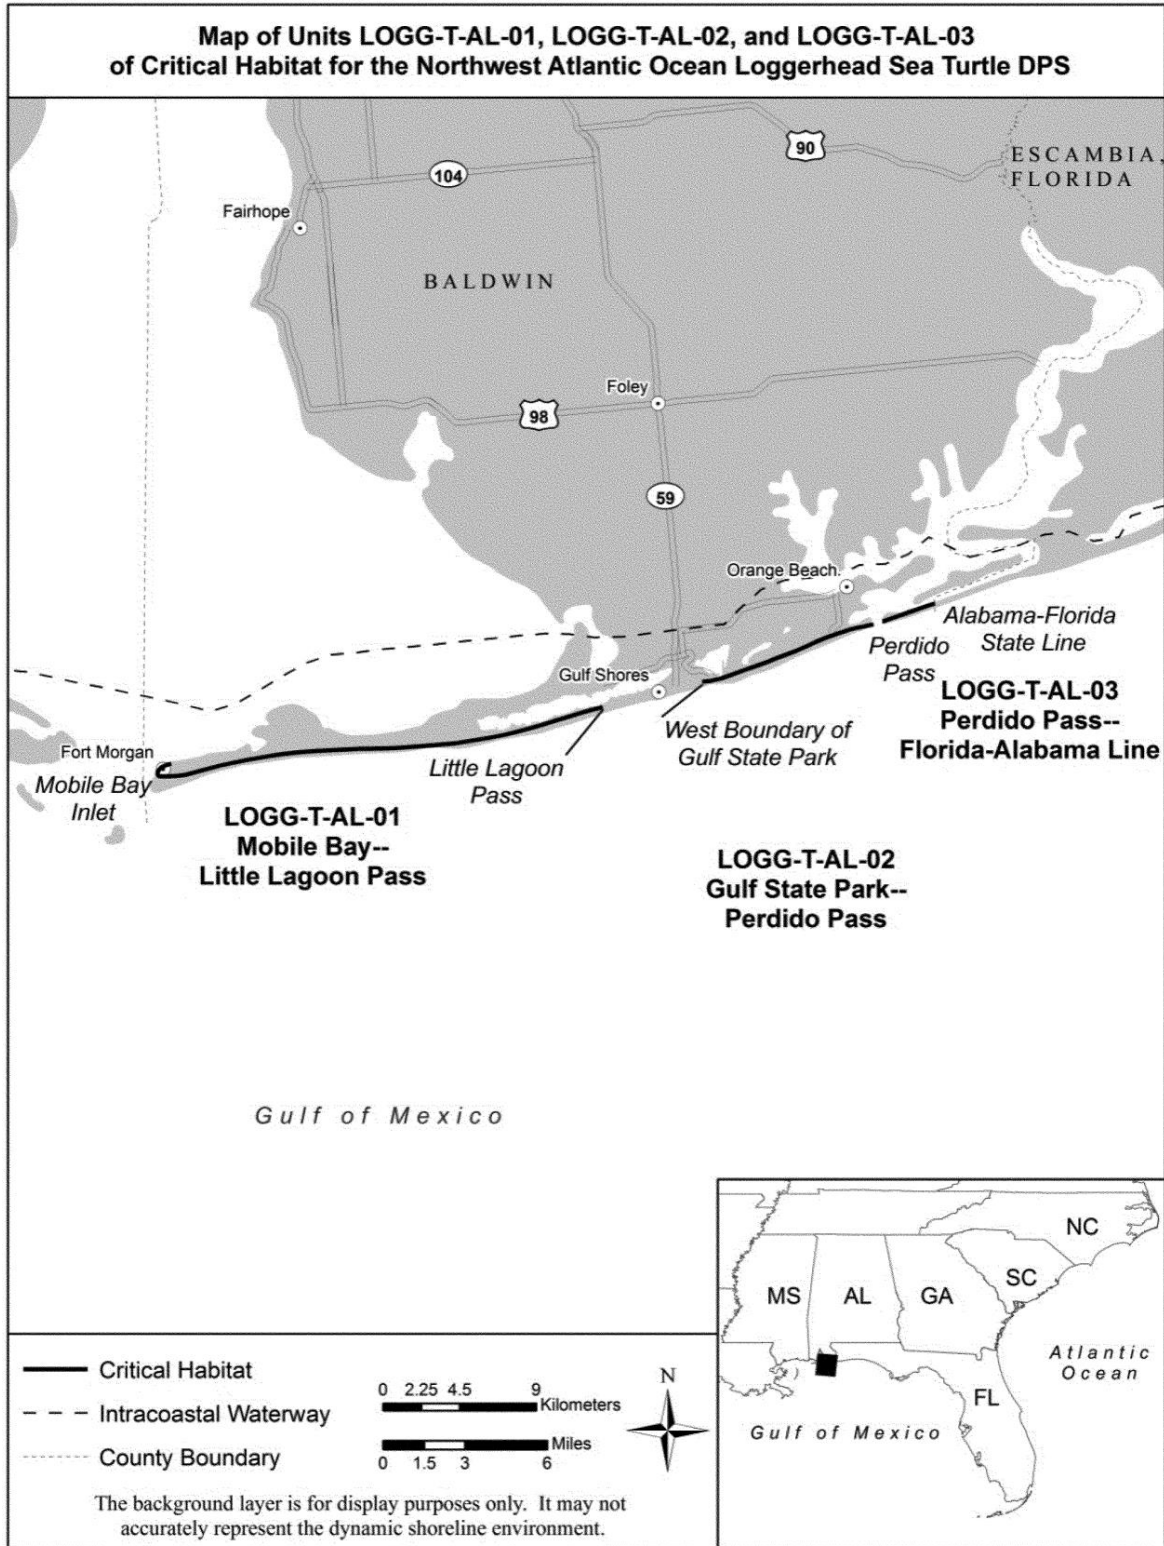 Map of Units LOGG-T-AL-01, LOGG-T-AL-02, and LOGG-T-AL-03
of Critical Habitat for the Northwest Atlantic Ocean Loggerhead Sea Turtle DPS
90
ESCAMBIA,
FLORIDA
104
Fairhope
BALDWIN
Foley
98
59
Orange Beach
Alabama-Florida
State Line
Perdido
Pass
Gulf Shores
LOGG-T-AL-03
Perdido Pass--
Florida-Alabama Line
West Boundary of
Gulf State Park
Fort Morgan
Mobile Bay
Inlet
Little Lagoon
Pass
LOGG-T-AL-01
Mobile Bay--
Little Lagoon Pass
LOGG-T-AL-02
Gulf State Park--
Perdido Pass
Gulf of Mexico
NC
SC
MS
AL
GA
Atlantic
Ocean
FL
Gulf of Mexico
Critical Habitat
Intracoastal Waterway
County Boundary
0 2.25 4.5 9
Kilometers
Miles
0 1.5 3 6
N
The background layer is for display purposes only. It may not
accurately represent the dynamic shoreline environment.